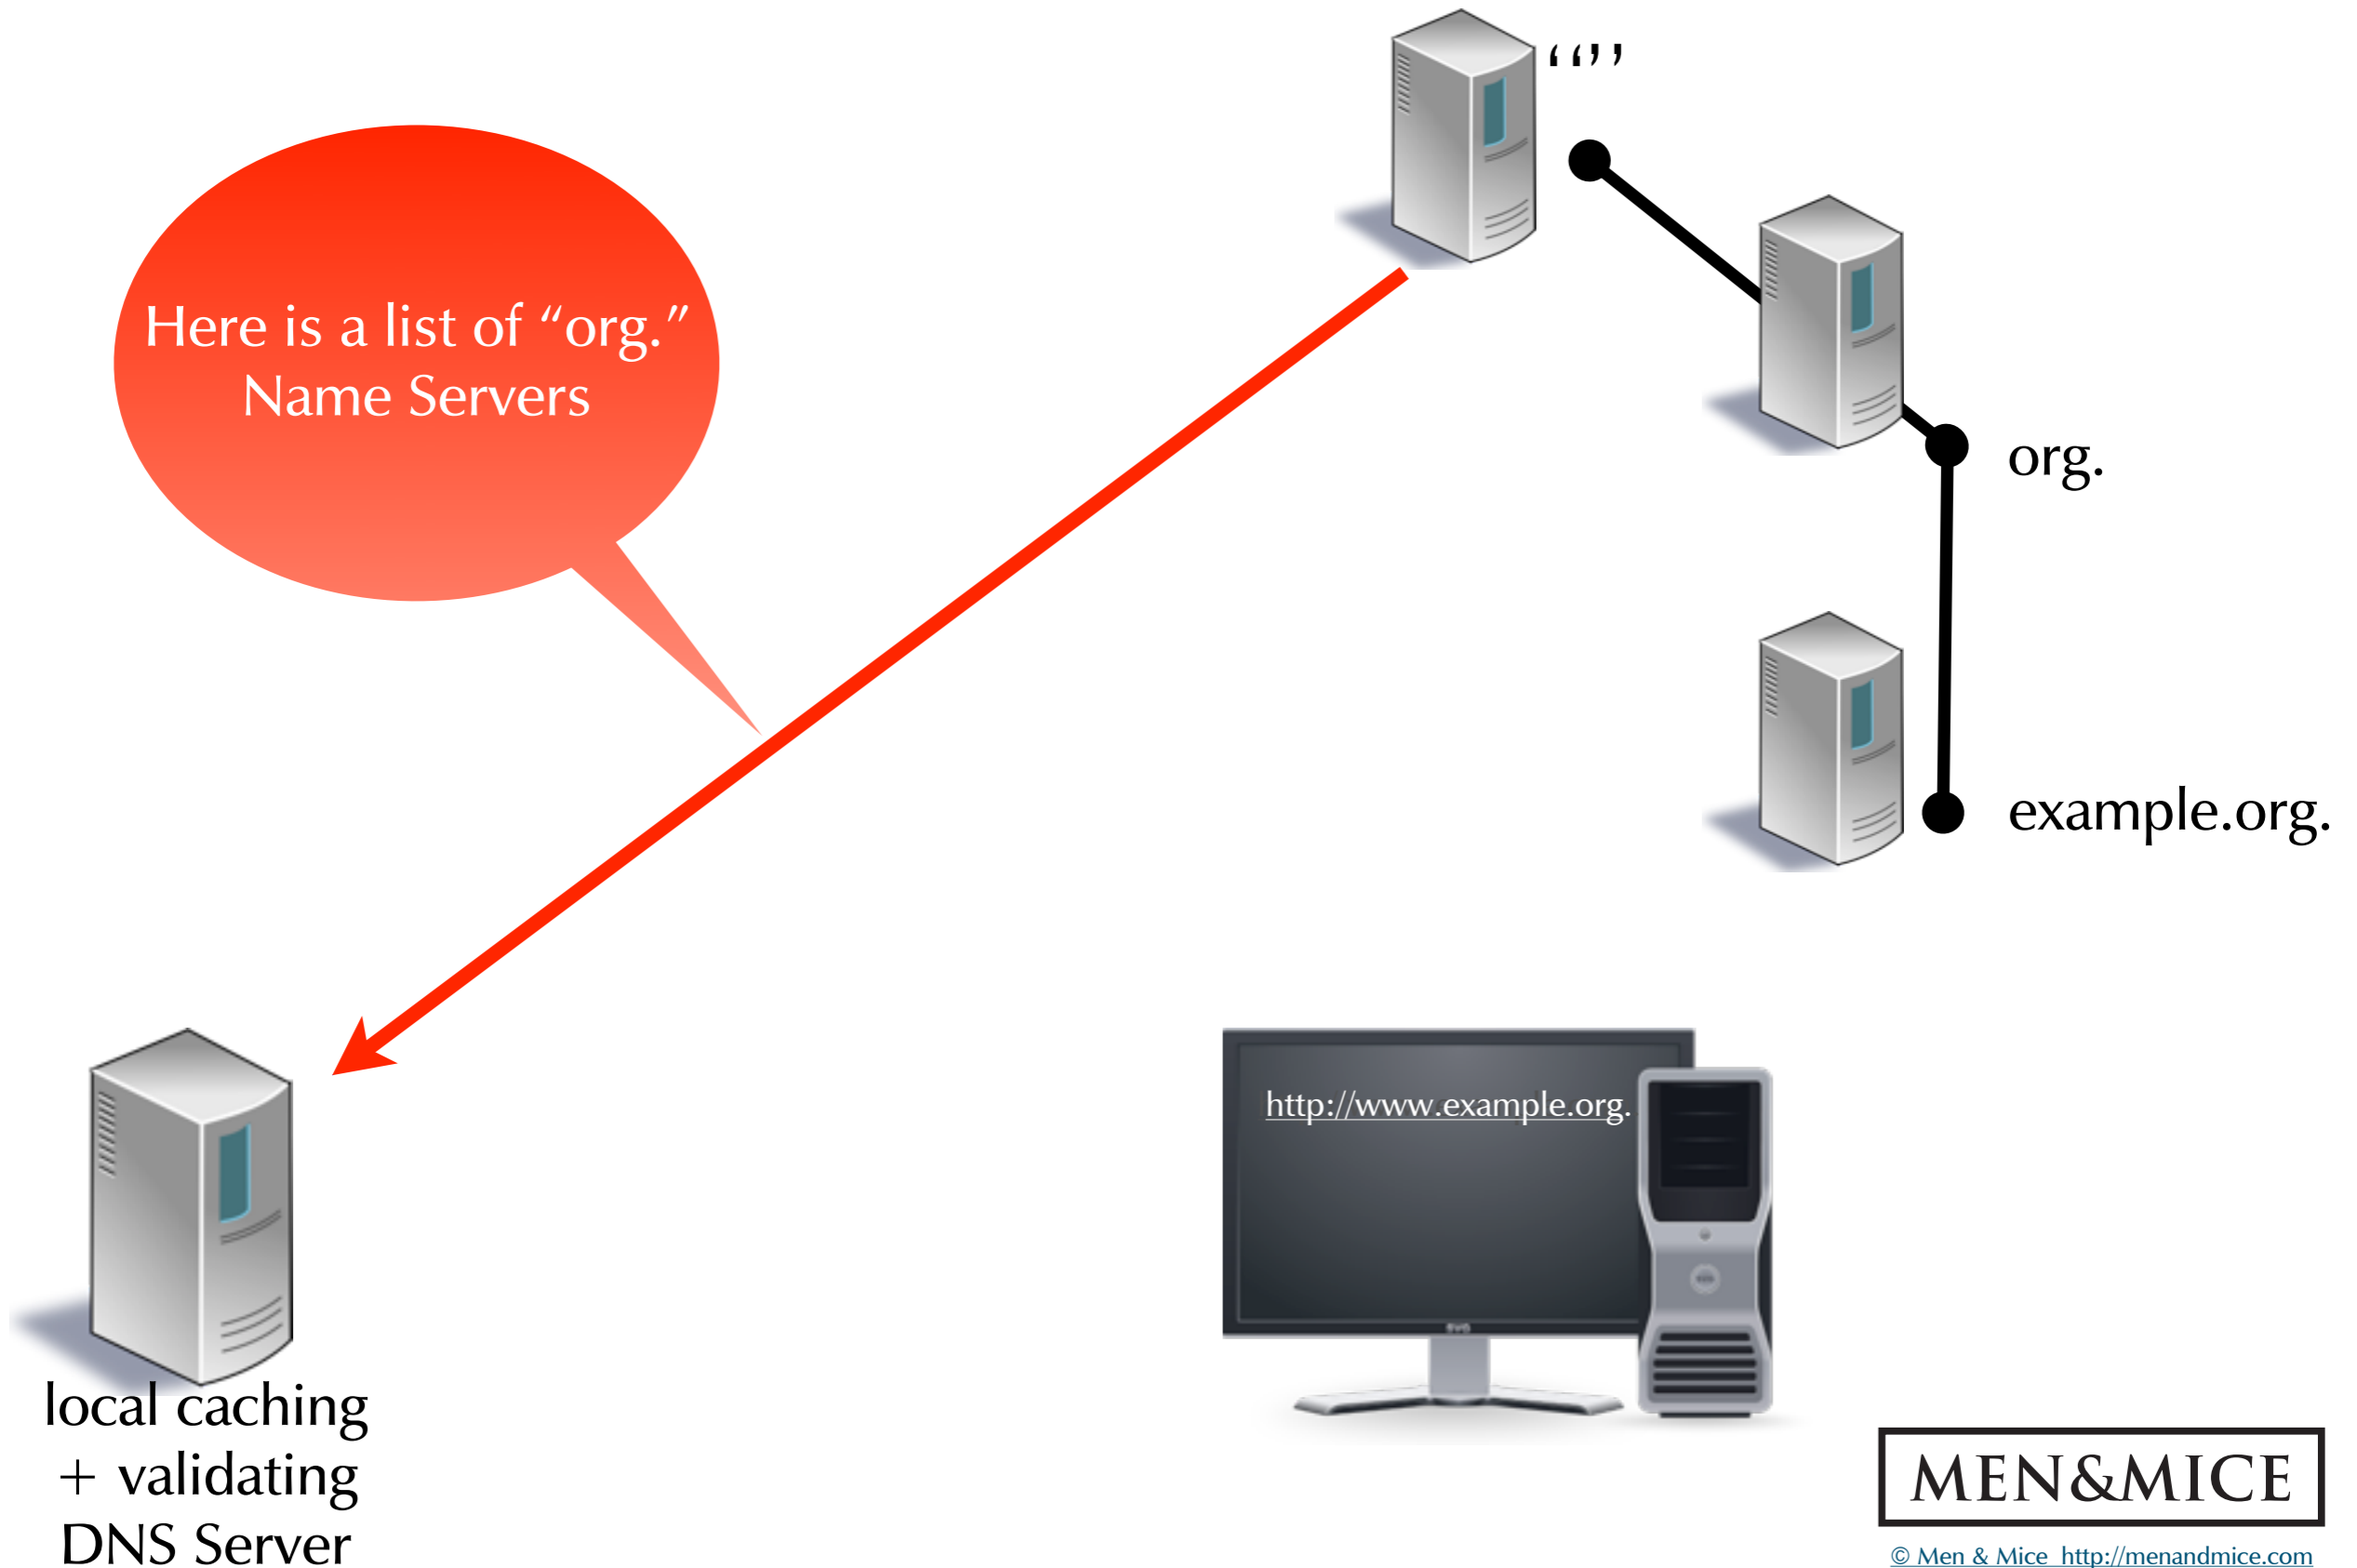 “”
Here is a list of “org.”
Name Servers
org.
example.org.
http://www.example.org.
local caching
+ validating
DNS Server
MEN&MICE
© Men & Mice  http://menandmice.com